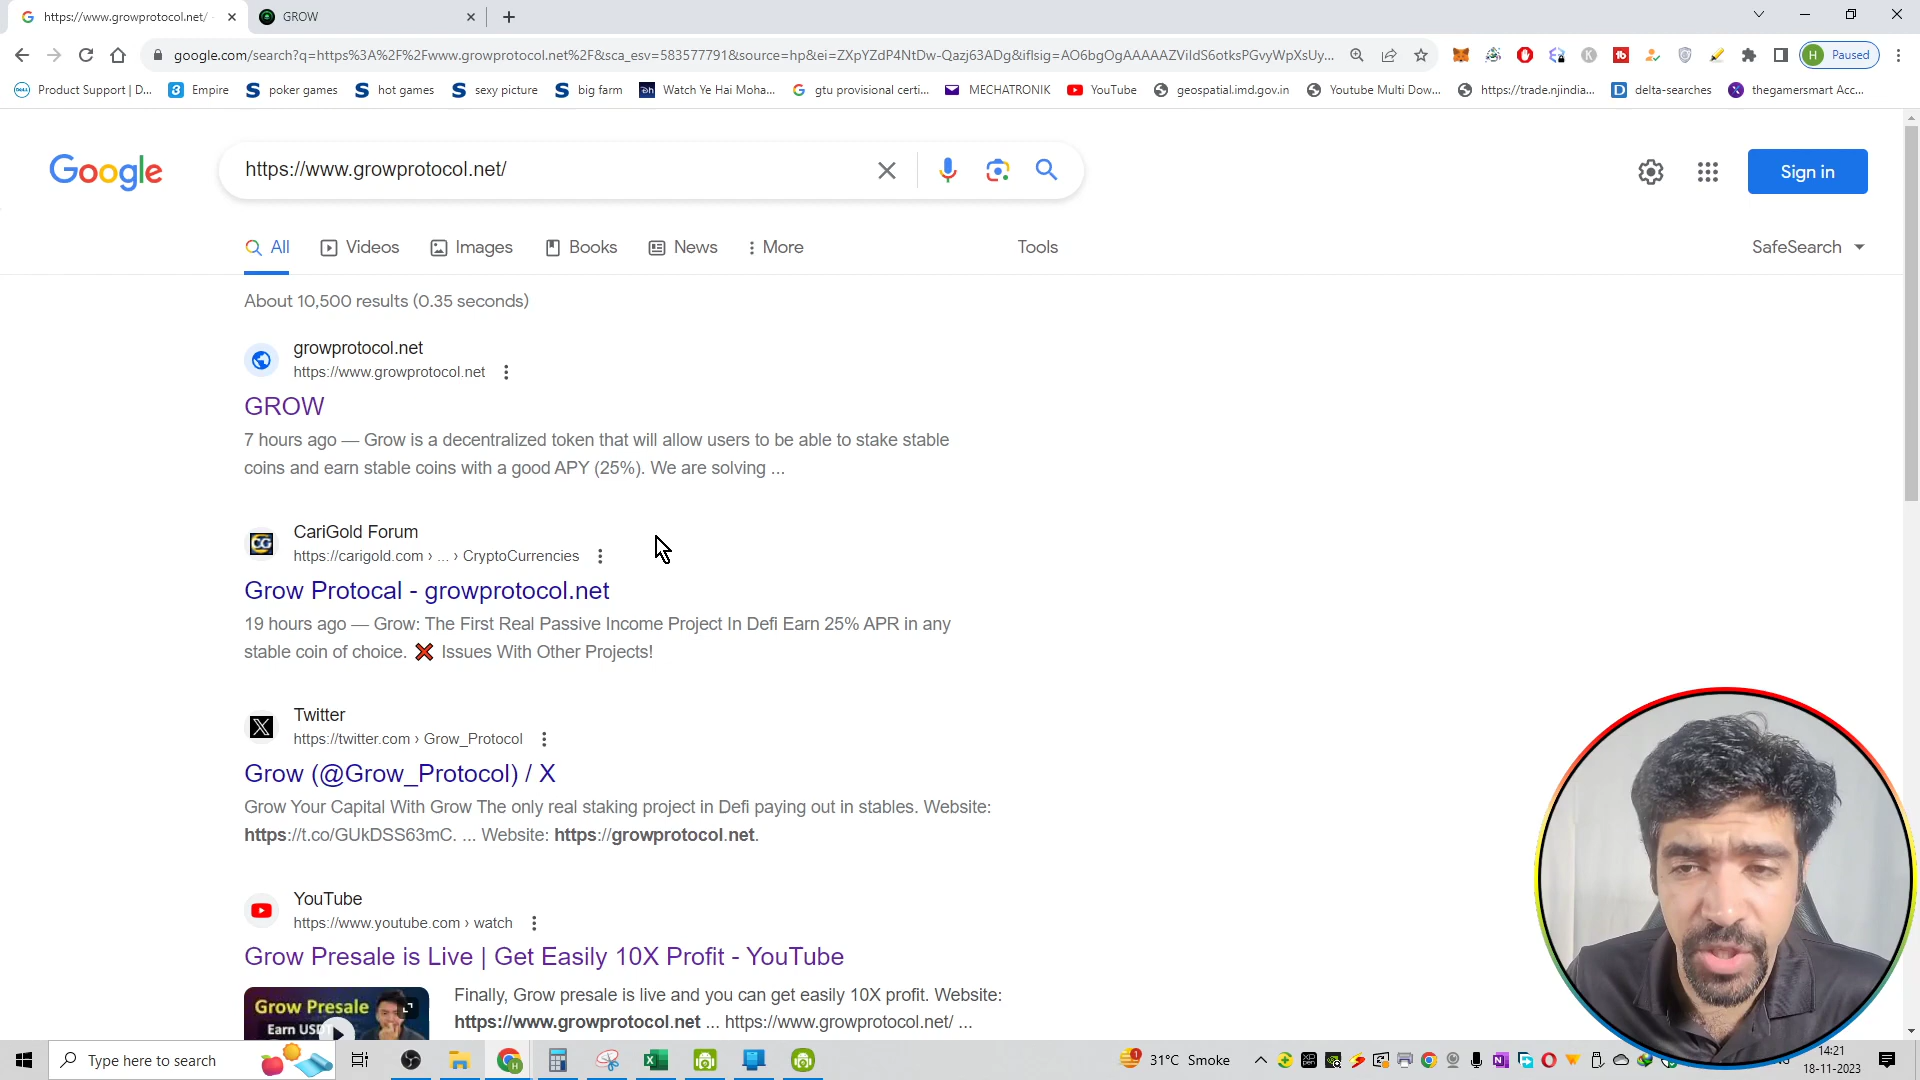 https://www.growprotocol.net/
GROW
google.com/search?q=https%3A%2F%2Fwww.growprotocol.net%2F&sca_esv=583577791&source=hp&ei=ZXpYZdP4NtDw-Qazj63ADg&iflsig=AO6bgOgAAAAAZViIdS6otksPGvyWpXsUy...
H Paused
Product Support | D...
Empire
poker games
hot games
sexy picture
big farm
Watch Ye Hai Moha...
gtu provisional certi...
MECHATRONIK
YouTube
geospatial.imd.gov.in
Youtube Multi Dow...
https://trade.njindia...
delta-searches
thegamersmart Acc...
Google
https://www.growprotocol.net/
Sign in
All
Videos
Images
Books
News
More
Tools
SafeSearch
About 10,500 results (0.35 seconds)
growprotocol.net
https://www.growprotocol.net
GROW
7 hours ago — Grow is a decentralized token that will allow users to be able to stake stable
coins and earn stable coins with a good APY (25%). We are solving ...
CG
CariGold Forum
https://carigold.com › ... › CryptoCurrencies
Grow Protocal - growprotocol.net
19 hours ago — Grow: The First Real Passive Income Project In Defi Earn 25% APR in any
stable coin of choice. ❌ Issues With Other Projects!
Twitter
https://twitter.com › Grow_Protocol
Grow (@Grow_Protocol) / X
Grow Your Capital With Grow The only real staking project in Defi paying out in stables. Website:
https://t.co/GUkDSS63mC. ... Website: https://growprotocol.net.
YouTube
https://www.youtube.com › watch
Grow Presale is Live | Get Easily 10X Profit - YouTube
Grow Presale
Earn USDT
Finally, Grow presale is live and you can get easily 10X profit. Website:
https://www.growprotocol.net ... https://www.growprotocol.net/ ...
Type here to search
31°C Smoke
14:21
18-11-2023